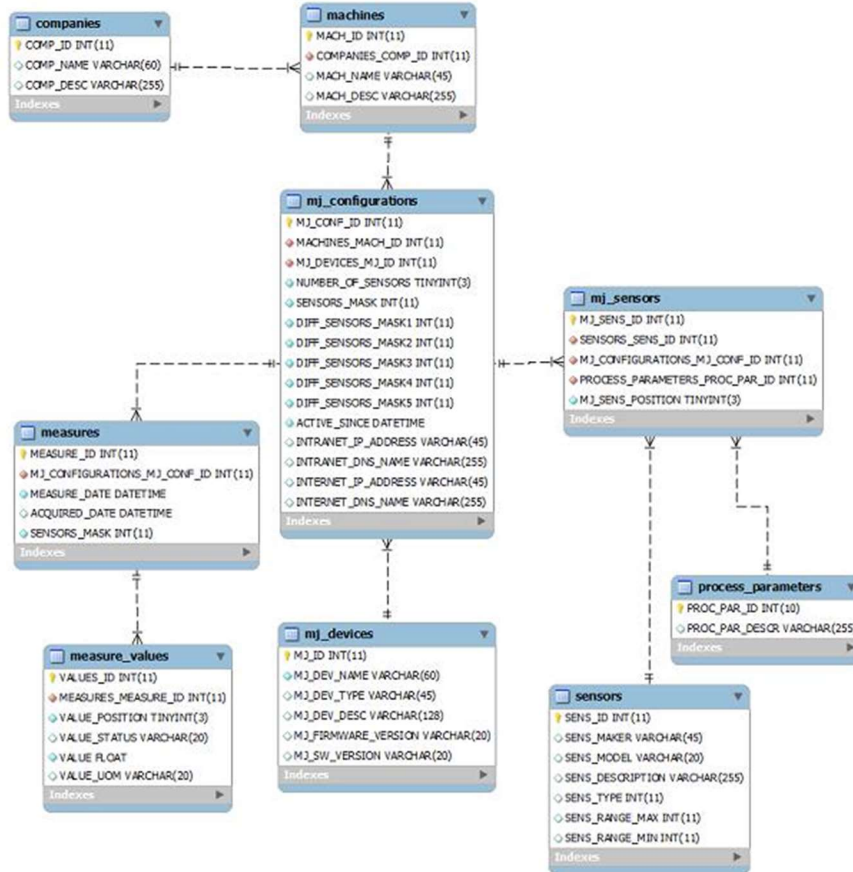 companies
COMP_ID INT(11)
COMP_NAME VARCHAR(60)
COMP_DESC VARCHAR(255)
Indexes
machines
MACH_ID INT(11)
COMPANIES_COMP_ID INT(11)
MACH_NAME VARCHAR(45)
MACH_DESC VARCHAR(255)
Indexes
mj_configurations
MJ_CONF_ID INT(11)
MACHINES_MACH_ID INT(11)
MJ_DEVICES_MJ_ID INT(11)
NUMBER_OF_SENSORS TINYINT(3)
SENSORS_MASK INT(11)
DIFF_SENSORS_MASK1 INT(11)
DIFF_SENSORS_MASK2 INT(11)
DIFF_SENSORS_MASK3 INT(11)
DIFF_SENSORS_MASK4 INT(11)
DIFF_SENSORS_MASK5 INT(11)
ACTIVE_SINCE DATETIME
INTRANET_IP_ADDRESS VARCHAR(45)
INTRANET_DNS_NAME VARCHAR(255)
INTERNET_IP_ADDRESS VARCHAR(45)
INTERNET_DNS_NAME VARCHAR(255)
Indexes
mj_sensors
MJ_SENS_ID INT(11)
SENSORS_SENS_ID INT(11)
MJ_CONFIGURATIONS_MJ_CONF_ID INT(11)
PROCESS_PARAMETERS_PROC_PAR_ID INT(11)
MJ_SENS_POSITION TINYINT(3)
Indexes
measures
MEASURE_ID INT(11)
MJ_CONFIGURATIONS_MJ_CONF_ID INT(11)
MEASURE_DATE DATETIME
ACQUIRED_DATE DATETIME
SENSORS_MASK INT(11)
Indexes
process_parameters
PROC_PAR_ID INT(10)
PROC_PAR_DESCR VARCHAR(255
Indexes
measure_values
VALUES_ID INT(11)
MEASURES_MEASURE_ID INT(11)
VALUE_POSITION TINYINT(3)
VALUE_STATUS VARCHAR(20)
VALUE FLOAT
VALUE_UOM VARCHAR(20)
Indexes
mj_devices
MJ_ID INT(11)
MJ_DEV_NAME VARCHAR(60)
MJ_DEV_TYPE VARCHAR(45)
MJ_DEV_DESC VARCHAR(128)
MJ_FIRMWARE_VERSION VARCHAR(20)
MJ_SW_VERSION VARCHAR(20)
Indexes
sensors
SENS_ID INT(11)
SENS_MAKER VARCHAR(45)
SENS_MODEL VARCHAR(20)
SENS_DESCRIPTION VARCHAR(255)
SENS_TYPE INT(11)
SENS_RANGE_MAX INT(11)
SENS_RANGE_MIN INT(11)
Indexes